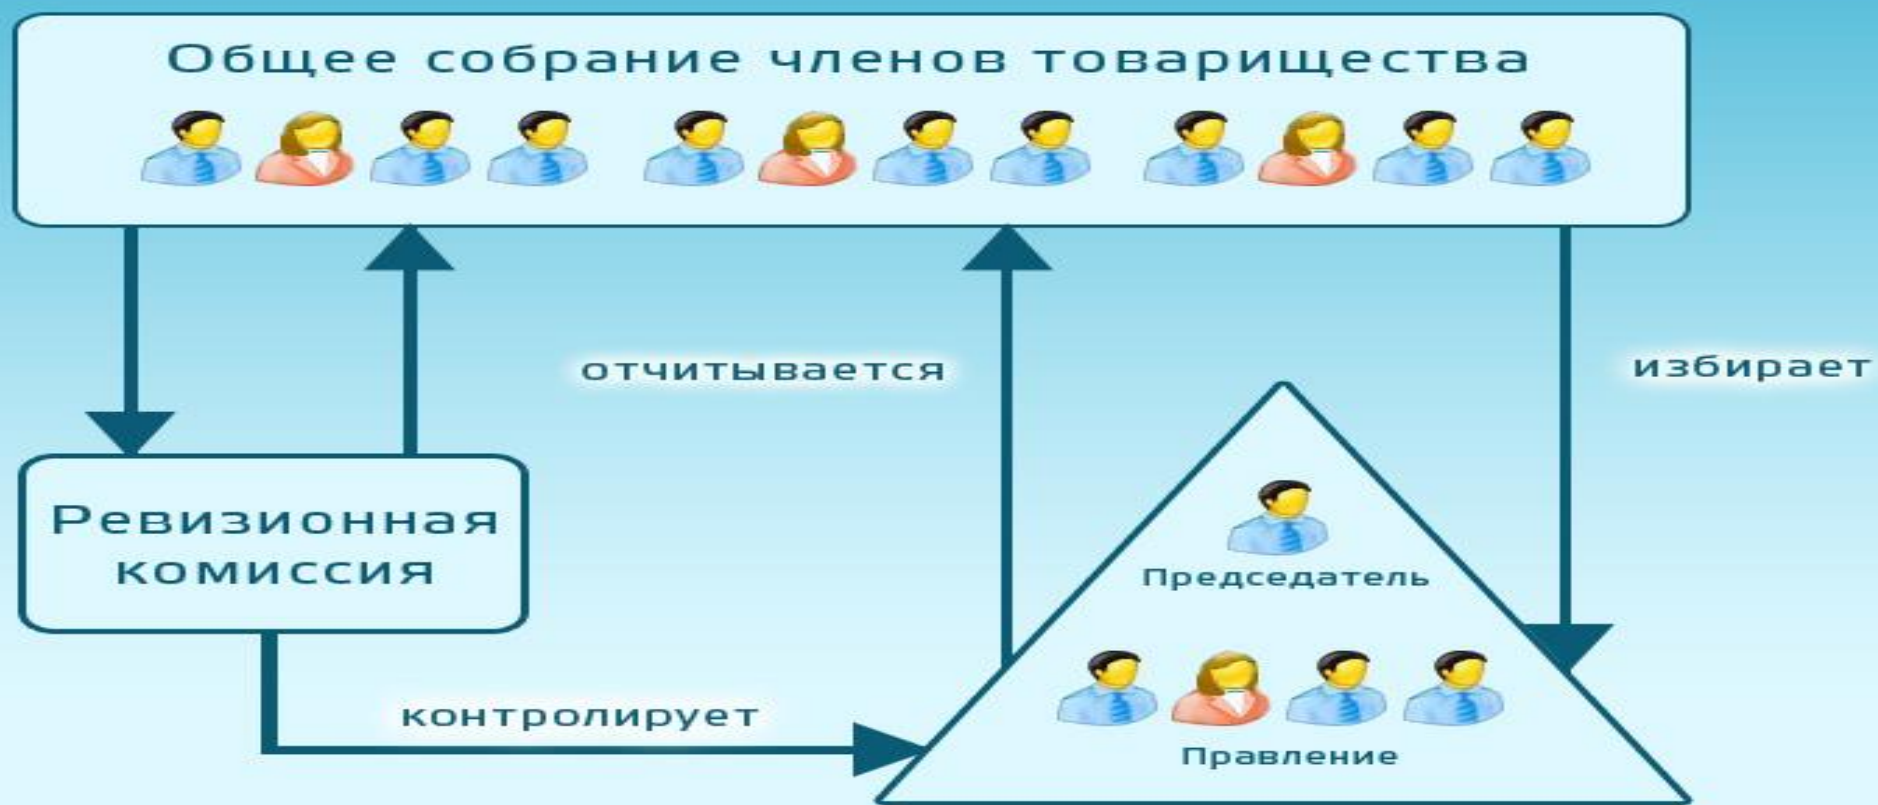 Общее собрание членов товарищества
отчитывается
избирает
Ревизионная
комиссия
Председатель
контролирует
Правление